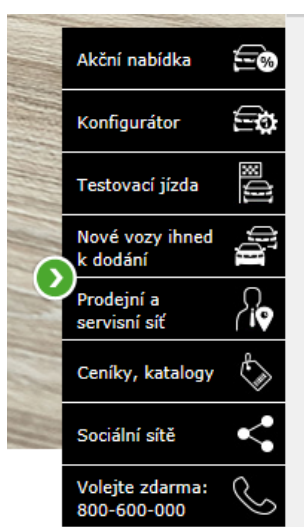 Akční nabídka
%
Konfigurátor
Testovací jízda
Nové vozy ihned
k dodání
Prodejní a
servisní síť
Ceníky, katalogy
Sociální sítě
Volejte zdarma:
800-600-000